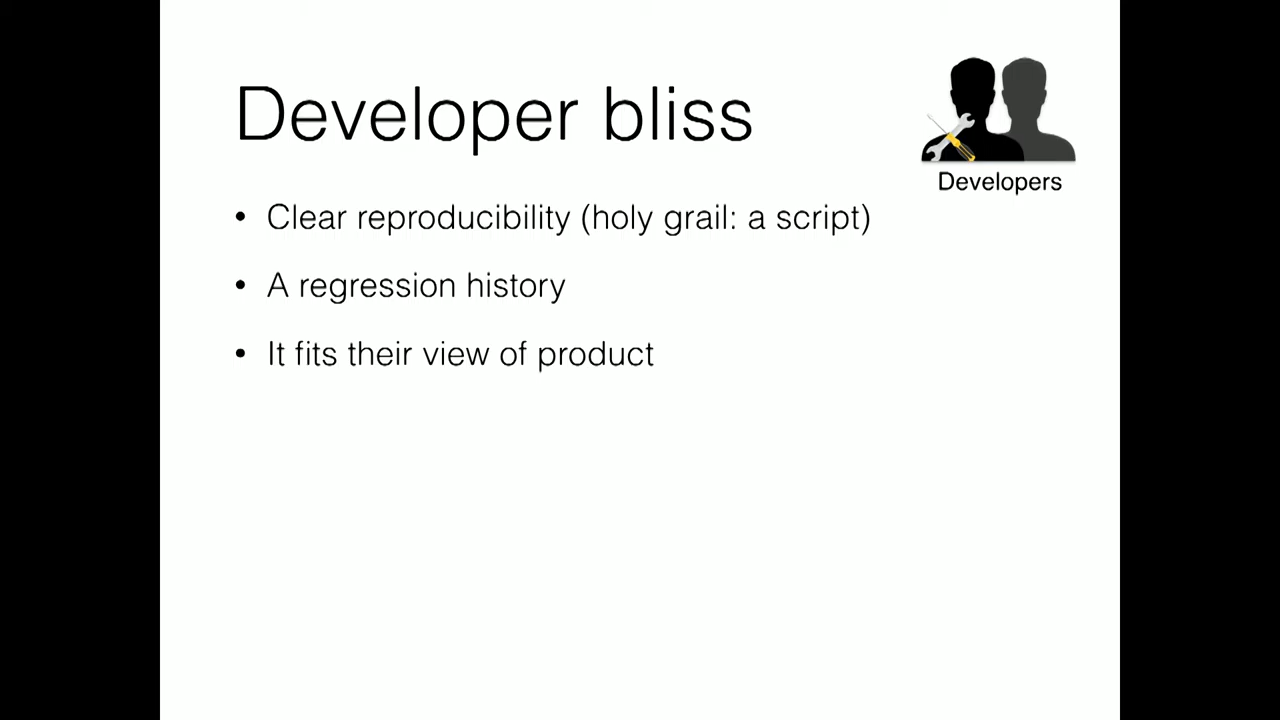 Developer bliss
Developers
• Clear reproducibility (holy grail: a script)
• A regression history
• It fits their view of product